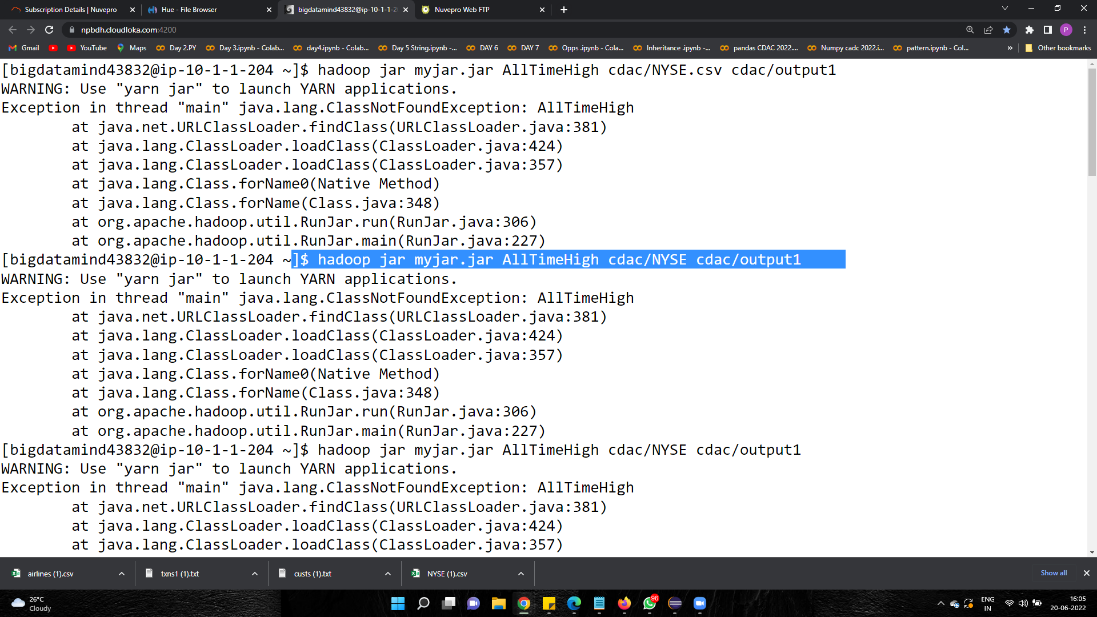 Subscription Details | Nuvepro
Hue - File Browser
bigdatamind43832@ip-10-1-1-2
Nuvepro Web FTP
npbdh.cloudloka.com:4200
Gmail
YouTube
Maps
Day 2.PY
Day 3.ipynb - Colab...
day4.ipynb - Colab...
Day 5 String.ipynb -...
DAY 6
DAY 7
Opps .ipynb - Cola...
Inheritance .ipynb -...
pandas CDAC 2022....
Numpy cadc 2022.i...
pattern.ipynb - Col...
»
Other bookmarks
[bigdatamind43832@ip-10-1-1-204 ~]$ hadoop jar myjar.jar AllTimeHigh cdac/NYSE.csv cdac/output1
WARNING: Use "yarn jar" to launch YARN applications.
Exception in thread "main" java.lang.ClassNotFoundException: AllTimeHigh
at java.net.URLClassLoader.findClass(URLClassLoader.java:381)
at java.lang.ClassLoader.loadClass(ClassLoader.java:424)
at java.lang.ClassLoader.loadClass(ClassLoader.java:357)
at java.lang.Class.forName0(Native Method)
at java.lang.Class.forName(Class.java:348)
at org.apache.hadoop.util.RunJar.run(RunJar.java:306)
at org.apache.hadoop.util.RunJar.main(RunJar.java:227)
[bigdatamind43832@ip-10-1-1-204 ~]$ hadoop jar myjar.jar AllTimeHigh cdac/NYSE cdac/output1
WARNING: Use "yarn jar" to launch YARN applications.
Exception in thread "main" java.lang.ClassNotFoundException: AllTimeHigh
at java.net.URLClassLoader.findClass(URLClassLoader.java:381)
at java.lang.ClassLoader.loadClass(ClassLoader.java:424)
at java.lang.ClassLoader.loadClass(ClassLoader.java:357)
at java.lang.Class.forName0(Native Method)
at java.lang.Class.forName(Class.java:348)
at org.apache.hadoop.util.RunJar.run(RunJar.java:306)
at org.apache.hadoop.util.RunJar.main(RunJar.java:227)
[bigdatamind43832@ip-10-1-1-204 ~]$ hadoop jar myjar.jar AllTimeHigh cdac/NYSE cdac/output1
WARNING: Use "yarn jar" to launch YARN applications.
Exception in thread "main" java.lang.ClassNotFoundException: AllTimeHigh
at java.net.URLClassLoader.findClass(URLClassLoader.java:381)
at java.lang.ClassLoader.loadClass(ClassLoader.java:424)
at java.lang.ClassLoader.loadClass(ClassLoader.java:357)
airlines (1).csv
txns1 (1).txt
custs (1).txt
NYSE (1).csv
Show all
26°C
Cloudy
ENG
IN
16:05
20-06-2022